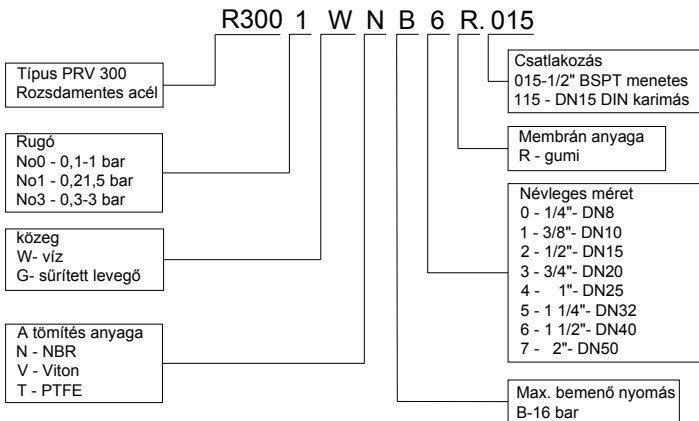 R300 1 W N B 6 R. 015
Típus PRV 300
Rozsdamentes acél
Rugó
No0 - 0,1-1 bar
No1 - 0,21,5 bar
No3 - 0,3-3 bar
közeg
W- víz
G- sűrített levegő
A tömítés anyaga
N - NBR
V - Viton
T - PTFE
Csatlakozás
015-1/2" BSPT menetes
115 - DN15 DIN karimás
Membrán anyaga
R - gumi
Névleges méret
0 - 1/4"- DN8
1 - 3/8"- DN10
2 - 1/2"- DN15
3 - 3/4"- DN20
4 - 1"- DN25
5 - 1 1/4"- DN32
6 - 1 1/2"- DN40
7 - 2"- DN50
Max. bemenő nyomás
B-16 bar